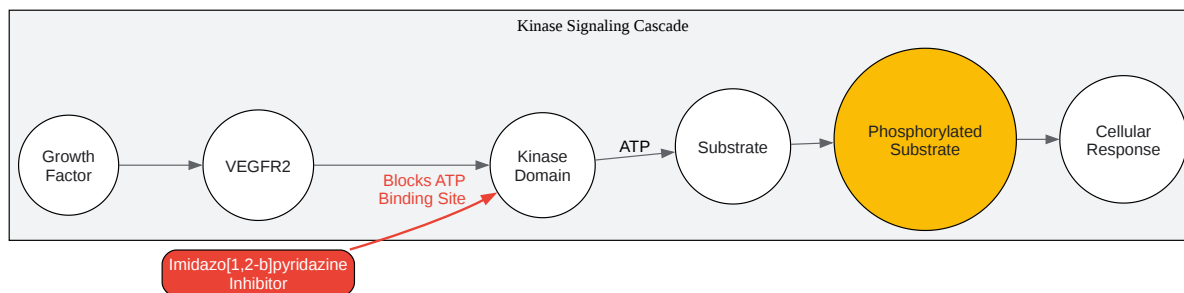 Kinase Signaling Cascade
Growth
Factor
VEGFR2
Blocks ATP
Binding Site
Kinase
Domain
ATP
Substrate
Phosphorylated
Substrate
Cellular
Response
Imidazo[1,2-b]pyridazine
Inhibitor